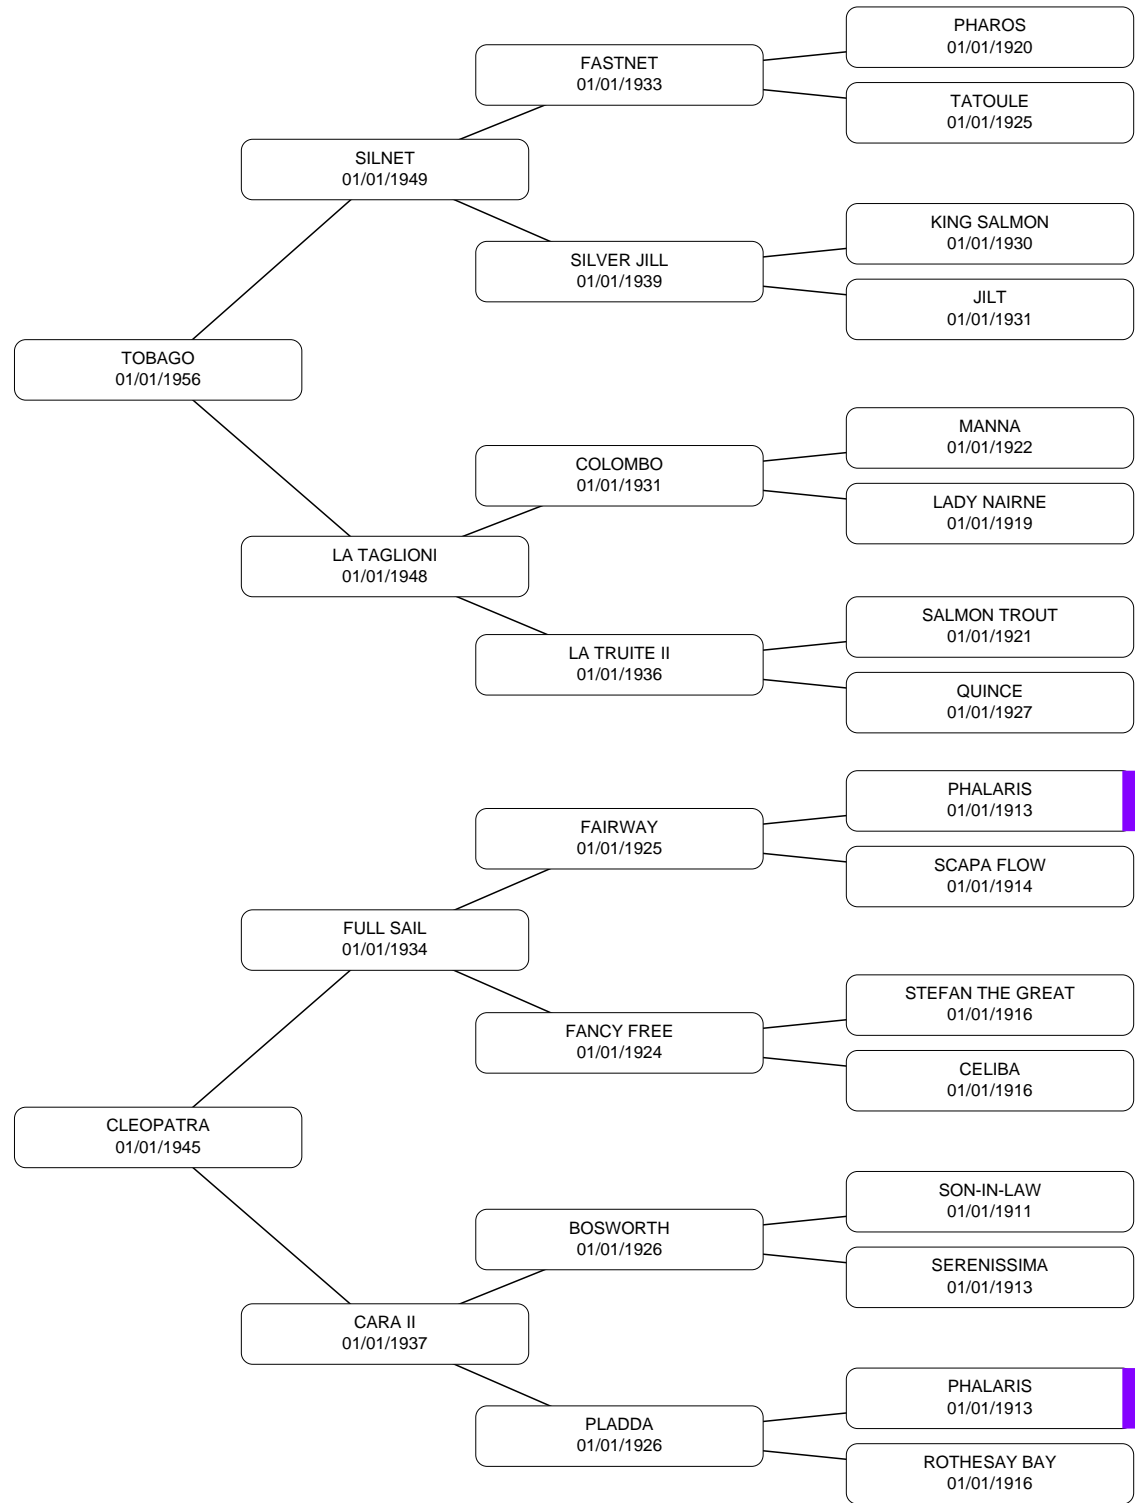 PHAROS
01/01/1920
FASTNET
01/01/1933
TATOULE
01/01/1925
SILNET
01/01/1949
KING SALMON
01/01/1930
SILVER JILL
01/01/1939
JILT
01/01/1931
TOBAGO
01/01/1956
MANNA
01/01/1922
COLOMBO
01/01/1931
LADY NAIRNE
01/01/1919
LA TAGLIONI
01/01/1948
SALMON TROUT
01/01/1921
LA TRUITE II
01/01/1936
QUINCE
01/01/1927
PHALARIS
01/01/1913
FAIRWAY
01/01/1925
SCAPA FLOW
01/01/1914
FULL SAIL
01/01/1934
STEFAN THE GREAT
01/01/1916
FANCY FREE
01/01/1924
CELIBA
01/01/1916
CLEOPATRA
01/01/1945
SON-IN-LAW
01/01/1911
BOSWORTH
01/01/1926
SERENISSIMA
01/01/1913
CARA II
01/01/1937
PHALARIS
01/01/1913
PLADDA
01/01/1926
ROTHESAY BAY
01/01/1916